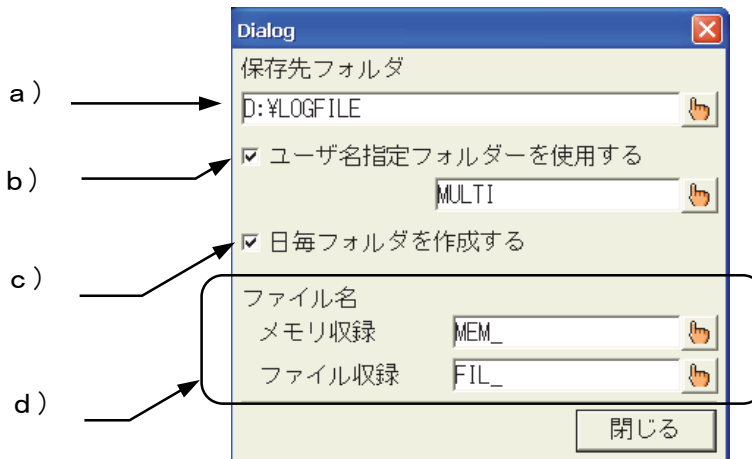 Dialog
保存先フォルダ
a)
D:¥LOGFILE
b)
ユーザ名指定フォルダーを使用する
MULTI
c)
日毎フォルダを作成する
d)
ファイル名
メモリ収録 MEM_
ファイル収録 FIL_
閉じる